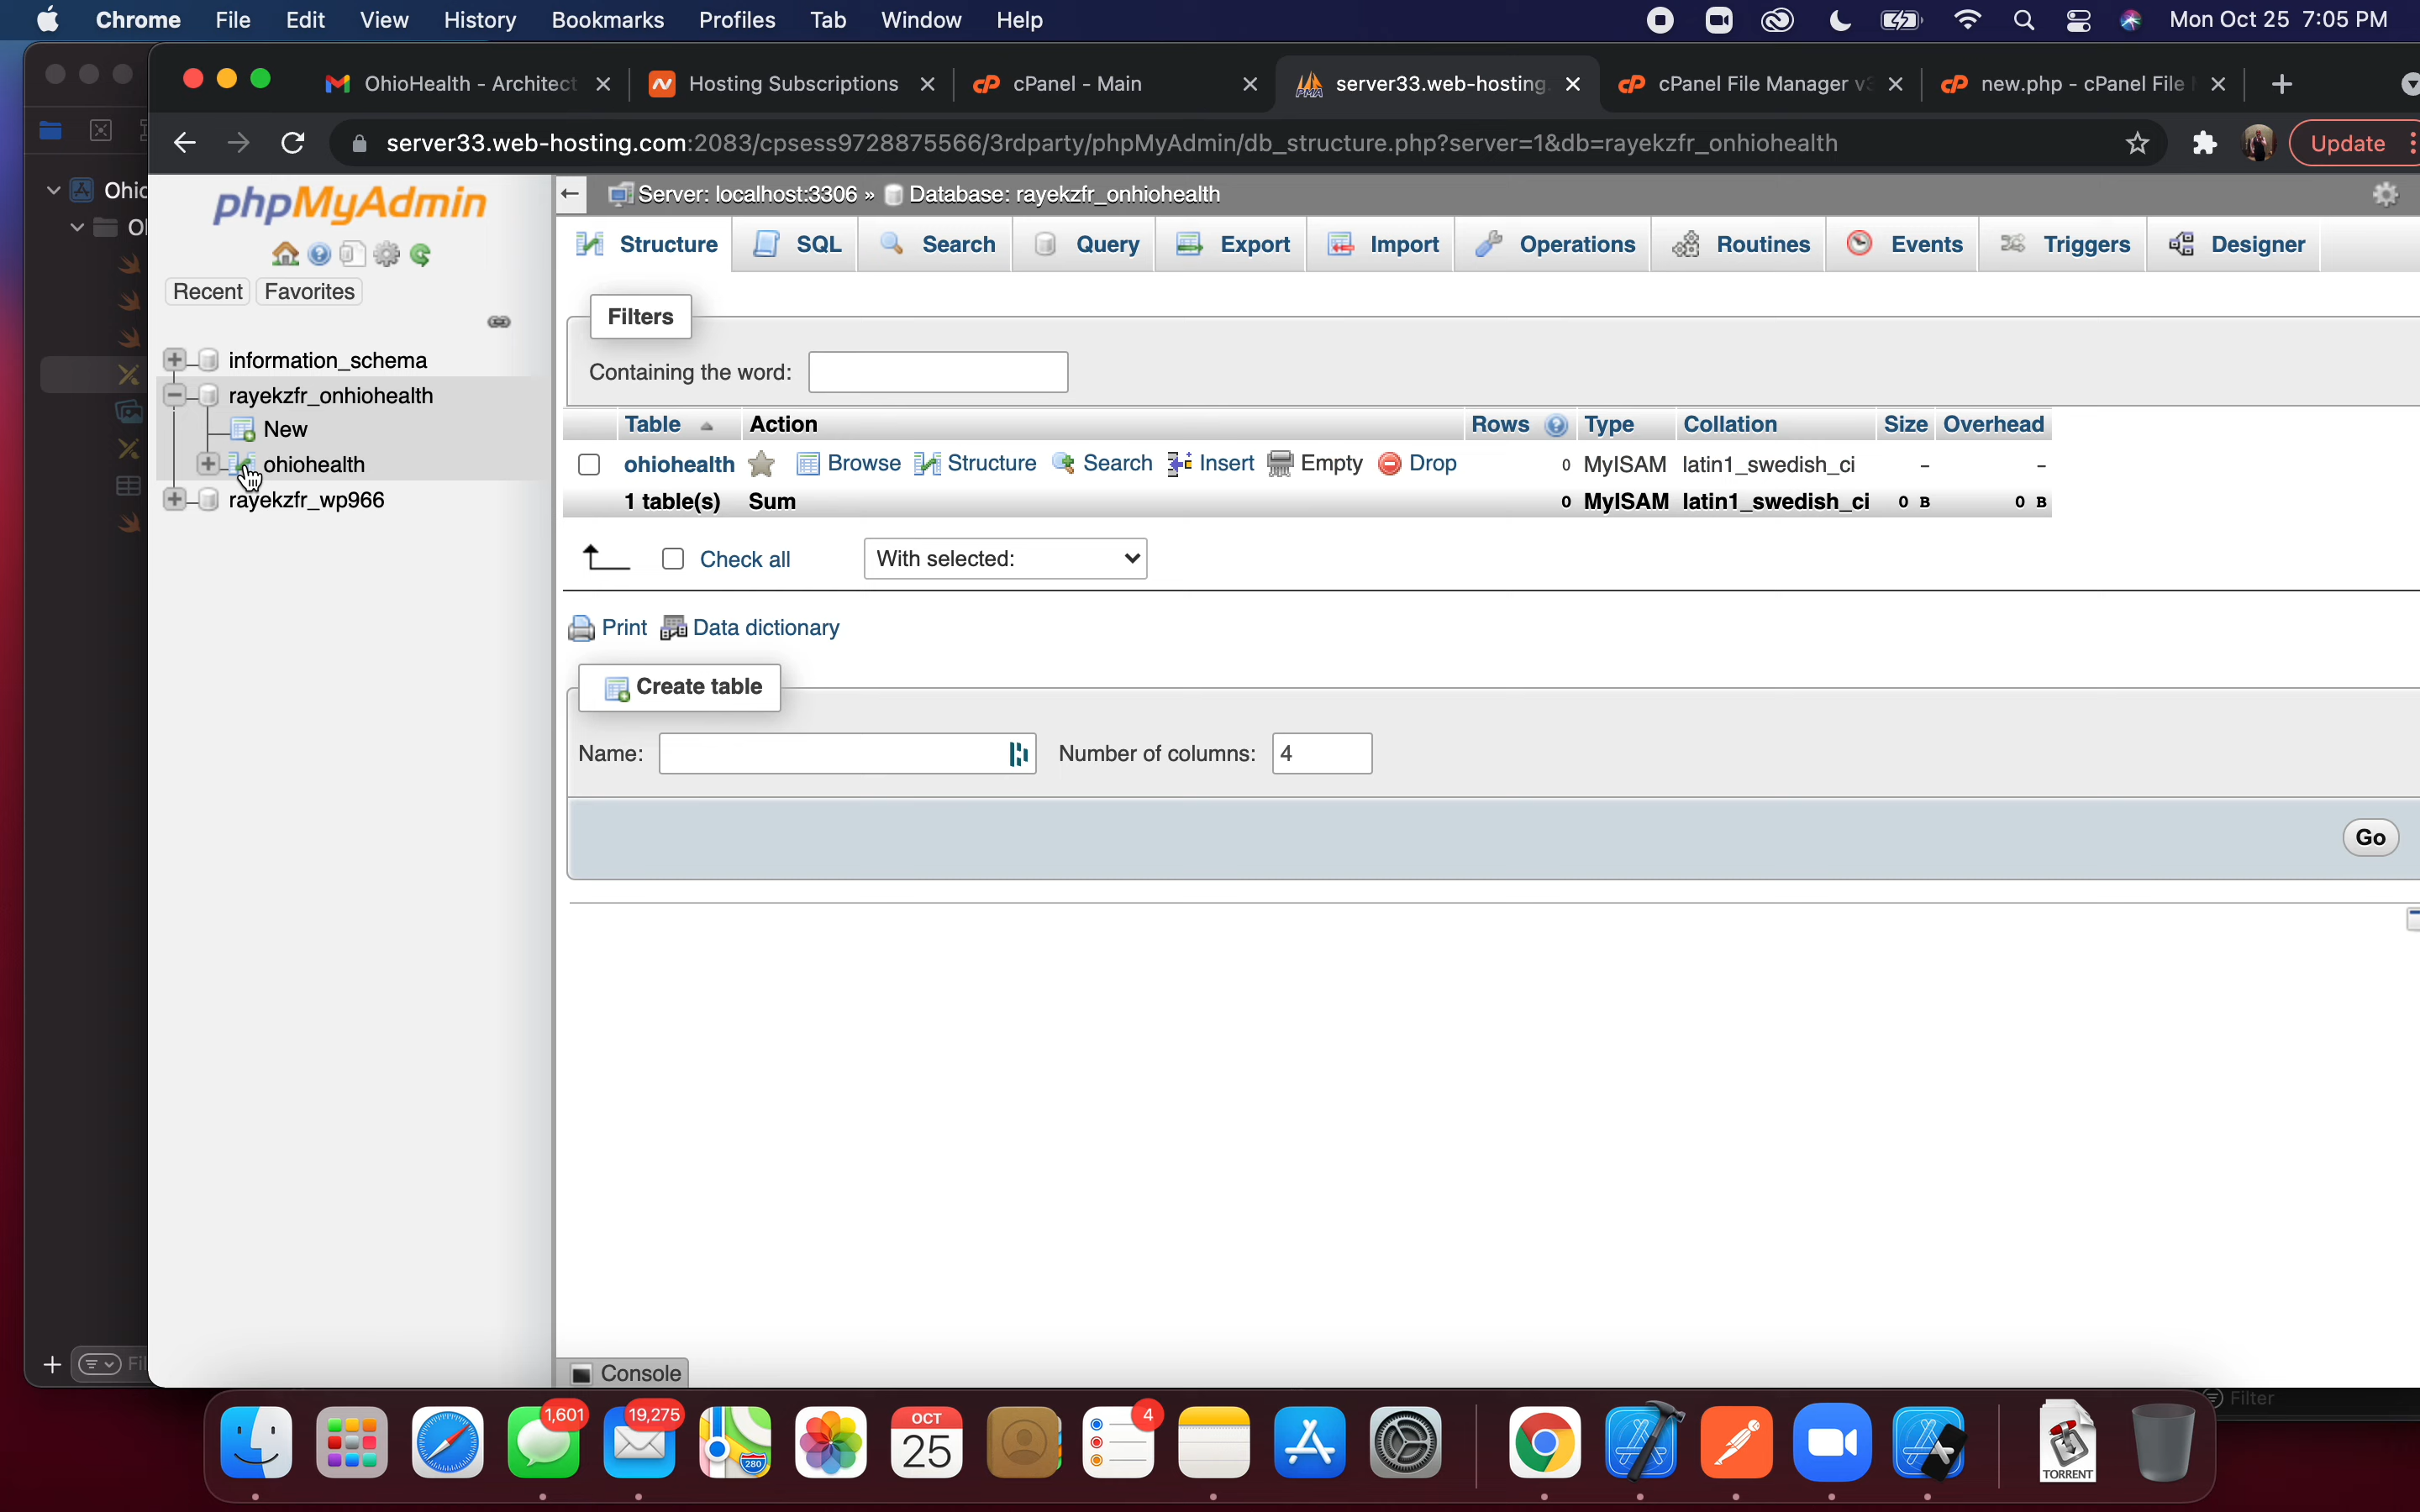 Chrome File Edit View History Bookmarks Profiles Tab Window Help Mon Oct 25 7:05 PM
OhioHealth - Architect Hosting Subscriptions cPanel - Main server33.web-hosting. cPanel File Manager v3 new.php - cPanel File
server33.web-hosting.com:2083/cpsess9728875566/3rdparty/phpMyAdmin/db_structure.php?server=1&db=rayekzfr_onhiohealth Update
Ohio
phpMyAdmin
Recent Favorites
information_schema
rayekzfr_onhiohealth
New
ohiohealth
rayekzfr_wp966
Server: localhost:3306 » Database: rayekzfr_onhiohealth
Structure SQL Search Query Export Import Operations Routines Events Triggers Designer
Filters
Containing the word:
Table Action Rows Type Collation Size Overhead
ohiohealth Browse Structure Search Insert Empty Drop 0 MyISAM latin1_swedish_ci - -
1 table(s) Sum 0 MyISAM latin1_swedish_ci 0 B 0 B
Check all With selected:
Print Data dictionary
Create table
Name: Number of columns: 4
Go
Console
Filter
1,601 19,275 280 OCT 25 4 TORRENT